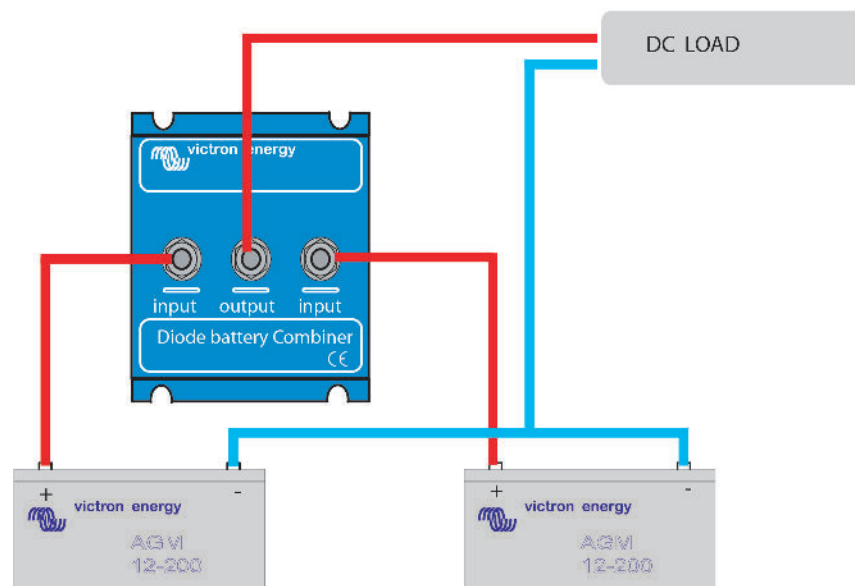 DC LOAD
victron energy
input output input
Diode battery Combiner
CE
+ -
victron energy
AGM
12-200
+ -
victron energy
AGM
12-200